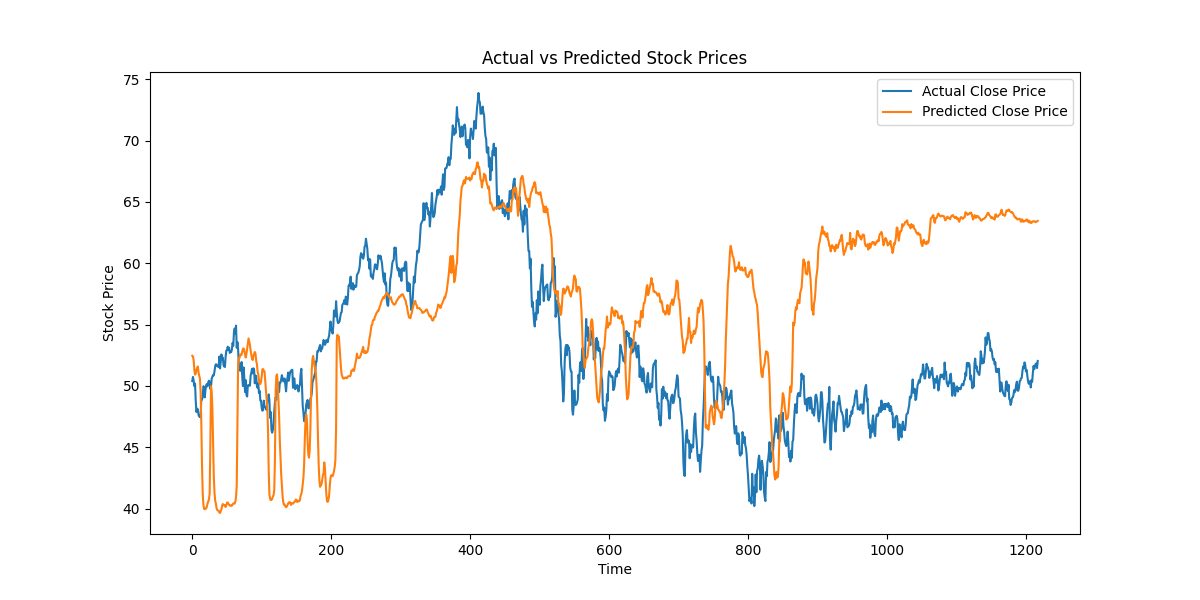 Actual vs Predicted Stock Prices
Actual Close Price
Predicted Close Price
75
70
65
60
55
50
45
40
Stock Price
0 200 400 600 800 1000 1200
Time